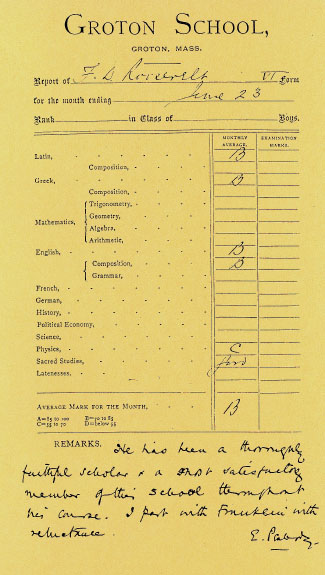 GROTON SCHOOL,
GROTON, MASS.
Report of F. D. Roosevelt VI Form
for the month ending June 23
Rank in Class of Boys.
MONTHLY AVERAGE. EXAMINATION MARKS.
Latin, B
Composition,
Greek, B
Composition,
Mathematics, Trigonometry,
Geometry,
Algebra,
Arithmetic,
English, B
Composition, B
Grammar,
French,
German,
History,
Political Economy,
Science,
Physics, C
Sacred Studies, good
Latenesses,
AVERAGE MARK FOR THE MONTH, B
A=85 to 100 B=70 to 85
C=55 to 70 D=below 55
REMARKS. He has been a thoroughly
faithful scholar & a most satisfactory
member of this school throughout
his course. I part with Franklin with
reluctance.
E. Peabody.